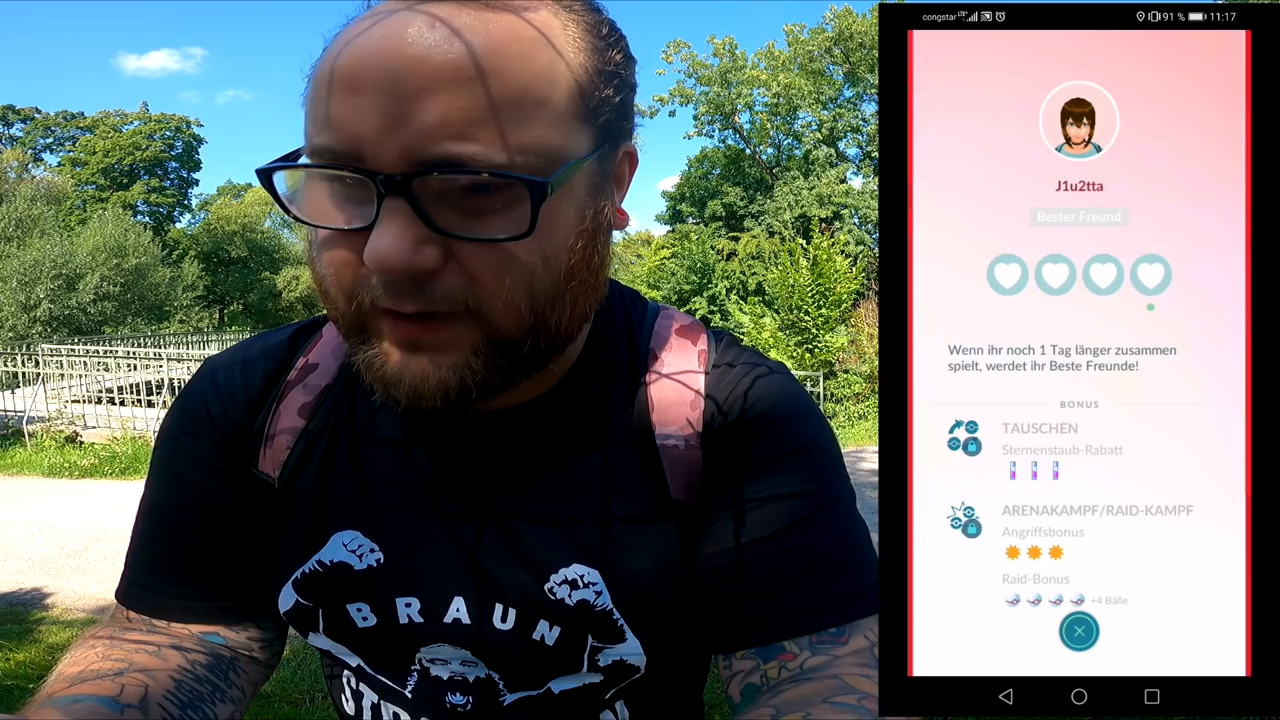 congstar LTE+ 91 % 11:17
J1u2tta
Bester Freund
Wenn ihr noch 1 Tag länger zusammen
spielt, werdet ihr Beste Freunde!
BONUS
TAUSCHEN
Sternenstaub-Rabatt
ARENAKAMPF/RAID-KAMPF
Angriffsbonus
Raid-Bonus
+4 Bälle
BRAUN